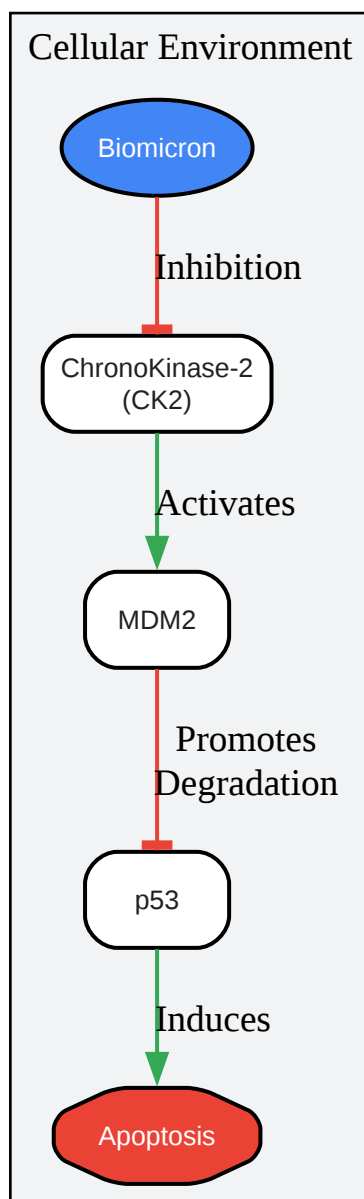 Cellular Environment
Biomicron
Inhibition
ChronoKinase-2
(CK2)
Activates
MDM2
Promotes
Degradation
p53
Induces
Apoptosis